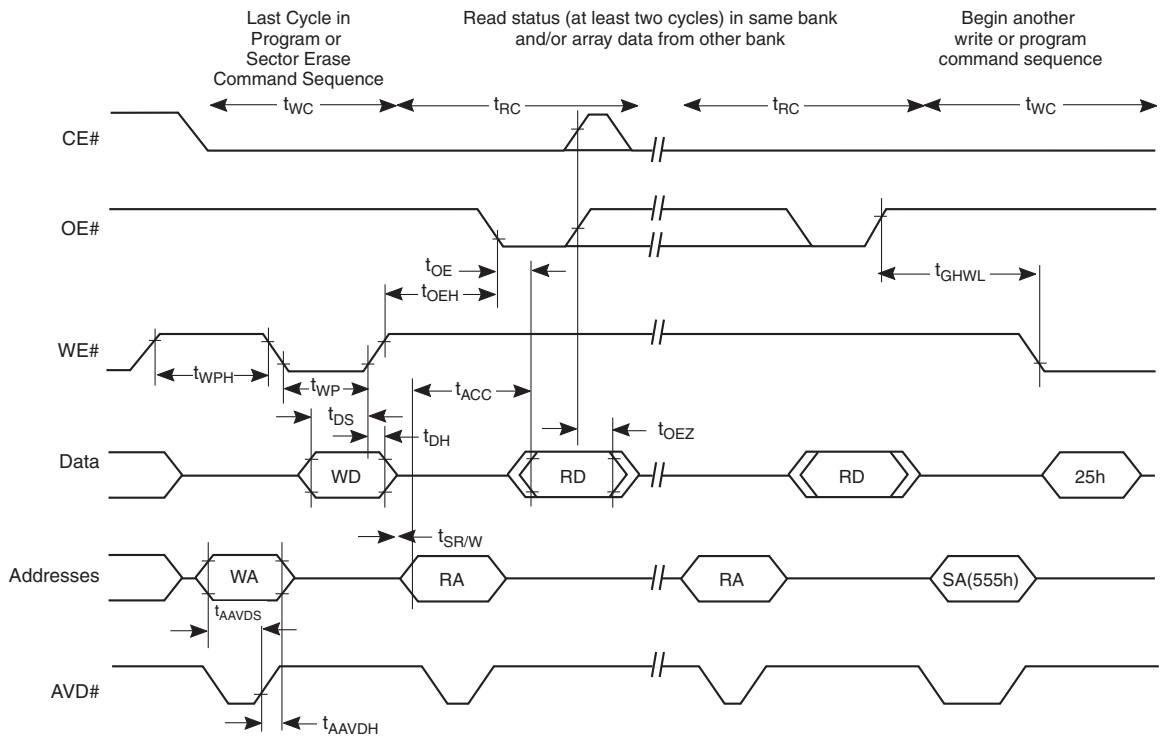 Last Cycle in
Program or
Sector Erase
Command Sequence
Read status (at least two cycles) in same bank
and/or array data from other bank
Begin another
write or program
command sequence
tWC
tRC
tRC
tWC
CE#
OE#
tOE
tOEH
tGHWL
WE#
tWPH
tWP
tACC
tDS
tDH
tOEZ
Data
WD
RD
RD
25h
tSR/W
Addresses
WA
RA
RA
SA(555h)
tAAVDS
AVD#
tAAVDH